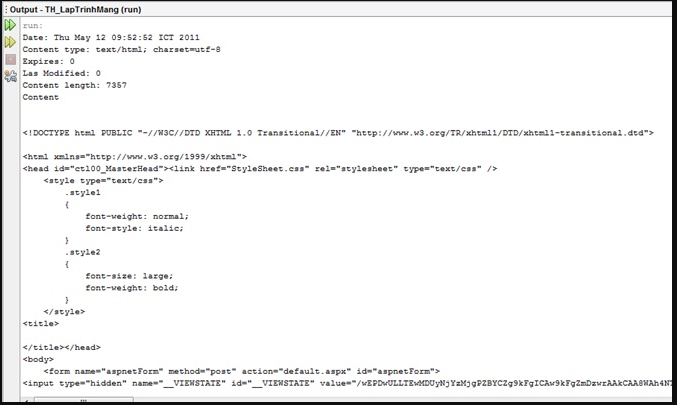 Output - TH_LapTrinhMang (run)
run:
Date: Thu May 12 09:52:52 ICT 2011
Content type: text/html; charset=utf-8
Expires: 0
Las Modified: 0
Content length: 7357
Content
<!DOCTYPE html PUBLIC "-//W3C//DTD XHTML 1.0 Transitional//EN" "http://www.w3.org/TR/xhtml1/DTD/xhtml1-transitional.dtd">
<html xmlns="http://www.w3.org/1999/xhtml">
<head id="ctl00_MasterHead"><link href="StyleSheet.css" rel="stylesheet" type="text/css" />
<style type="text/css">
.style1
{
font-weight: normal;
font-style: italic;
}
.style2
{
font-size: large;
font-weight: bold;
}
</style>
<title>
</title></head>
<body>
<form name="aspnetForm" method="post" action="default.aspx" id="aspnetForm">
<input type="hidden" name="__VIEWSTATE" id="__VIEWSTATE" value="/wEPDwULLTEwMDUyNjYzMjgPZBYCZg9kFgICAw9kFgZmDzwrAAkCAA8WAh4N